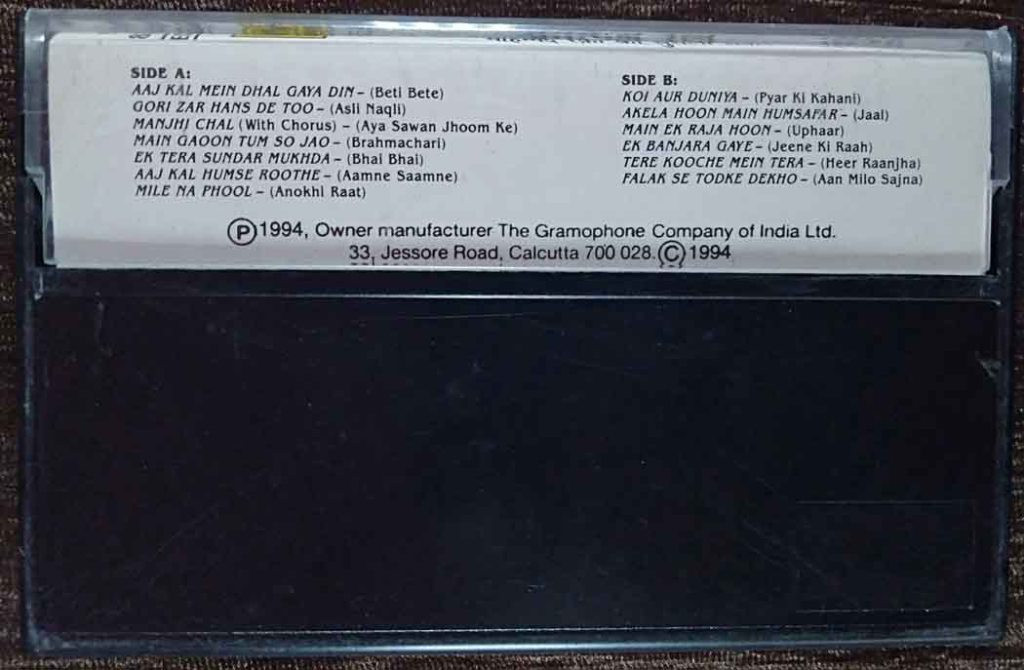 SIDE A:
AAJ KAL MEIN DHAL GAYA DIN – (Beti Bete)
GORI ZAR HANS DE TOO – (Asli Naqli)
MANJHI CHAL (With Chorus) – (Aya Sawan Jhoom Ke)
MAIN GAOON TUM SO JAO – (Brahmachari)
EK TERA SUNDAR MUKHDA – (Bhai Bhai)
AAJ KAL HUMSE ROOTHE – (Aamne Saamne)
MILE NA PHOOL – (Anokhi Raat)
SIDE B:
KOI AUR DUNIYA – (Pyar Ki Kahani)
AKELA HOON MAIN HUMSAFAR – (Jaal)
MAIN EK RAJA HOON – (Uphaar)
EK BANJARA GAYE – (Jeene Ki Raah)
TERE KOOCHE MEIN TERA – (Heer Raanjha)
FALAK SE TODKE DEKHO – (Aan Milo Sajna)
Ⓟ1994, Owner manufacturer The Gramophone Company of India Ltd.
33, Jessore Road, Calcutta 700 028.Ⓒ1994